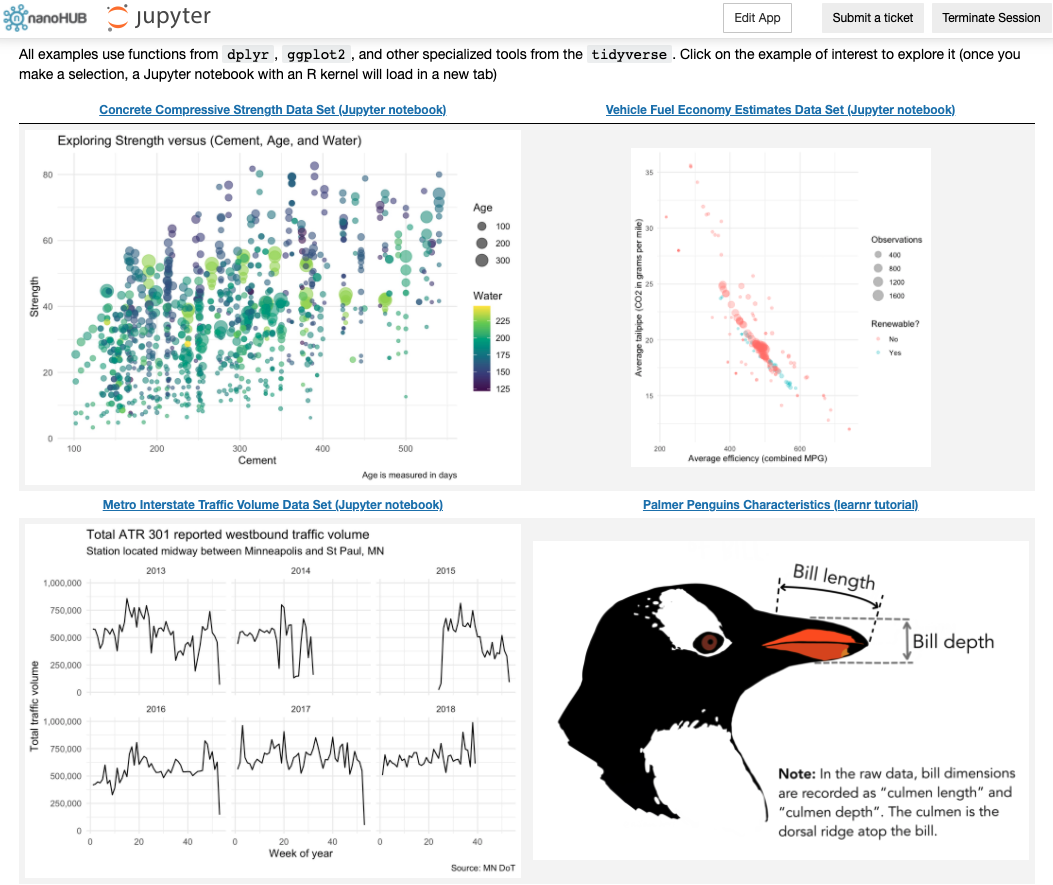 nanoHUB
jupyter
Edit App
Submit a ticket
Terminate Session
All examples use functions from dplyr , ggplot2 , and other specialized tools from the tidyverse . Click on the example of interest to explore it (once you
make a selection, a Jupyter notebook with an R kernel will load in a new tab)
Concrete Compressive Strength Data Set (Jupyter notebook)
Vehicle Fuel Economy Estimates Data Set (Jupyter notebook)
Exploring Strength versus (Cement, Age, and Water)
Strength
80
60
40
20
0
100 200 300 400 500
Cement
Age is measured in days
Age
100
200
300
Water
225
200
175
150
125
Average tailpipe (CO2 in grams per mile)
35
30
25
20
15
200 400 600
Average efficiency (combined MPG)
Observations
400
800
1200
1600
Renewable?
No
Yes
Metro Interstate Traffic Volume Data Set (Jupyter notebook)
Palmer Penguins Characteristics (learnr tutorial)
Total ATR 301 reported westbound traffic volume
Station located midway between Minneapolis and St Paul, MN
Total traffic volume
2013 2014 2015
1,000,000
750,000
500,000
250,000
0
2016 2017 2018
1,000,000
750,000
500,000
250,000
0
0 20 40 0 20 40 0 20 40
Week of year
Source: MN DoT
Bill length
Bill depth
Note: In the raw data, bill dimensions
are recorded as “culmen length” and
“culmen depth”. The culmen is the
dorsal ridge atop the bill.